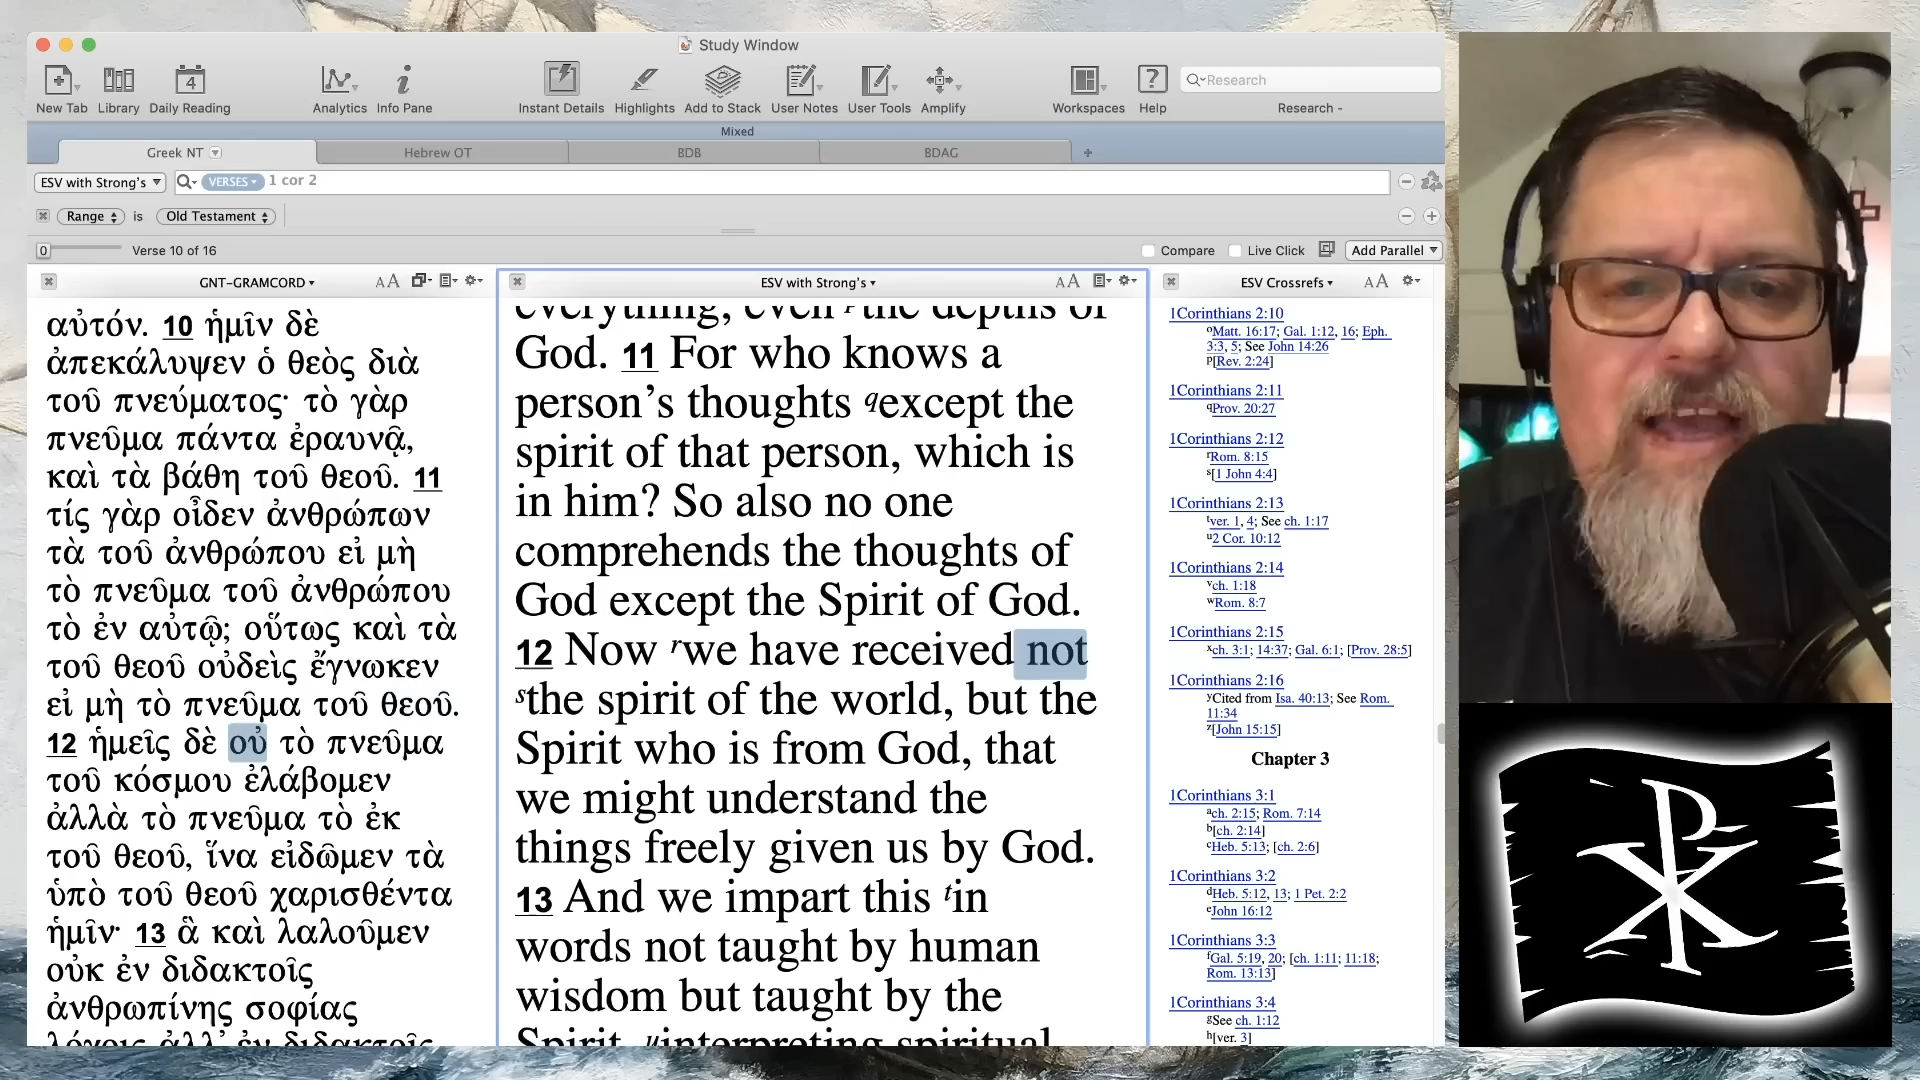 Study Window
New Tab
Library
4
Daily Reading
Analytics
Info Pane
Instant Details
Highlights
Add to Stack
User Notes
User Tools
Amplify
Workspaces
Help
Research
Research
Mixed
Greek NT
Hebrew OT
BDB
BDAG
ESV with Strong's
VERSES
1 cor 2
Range
is
Old Testament
0
Verse 10 of 16
Compare
Live Click
Add Parallel
GNT-GRAMCORD
αὐτόν. 10 ἡμῖν δὲ
ἀπεκάλυψεν ὁ θεὸς διὰ
τοῦ πνεύματος· τὸ γὰρ
πνεῦμα πάντα ἐραυνᾷ,
καὶ τὰ βάθη τοῦ θεοῦ. 11
τίς γὰρ οἶδεν ἀνθρώπων
τὰ τοῦ ἀνθρώπου εἰ μὴ
τὸ πνεῦμα τοῦ ἀνθρώπου
τὸ ἐν αὐτῷ; οὕτως καὶ τὰ
τοῦ θεοῦ οὐδεὶς ἔγνωκεν
εἰ μὴ τὸ πνεῦμα τοῦ θεοῦ.
12 ἡμεῖς δὲ οὐ τὸ πνεῦμα
τοῦ κόσμου ἐλάβομεν
ἀλλὰ τὸ πνεῦμα τὸ ἐκ
τοῦ θεοῦ, ἵνα εἰδῶμεν τὰ
ὑπὸ τοῦ θεοῦ χαρισθέντα
ἡμῖν· 13 ἃ καὶ λαλοῦμεν
οὐκ ἐν διδακτοῖς
ἀνθρωπίνης σοφίας
λόγοις ἀλλ' ἐν διδακτοῖς
ESV with Strong's
everything, even pthe depths of
God. 11 For who knows a
person's thoughts qexcept the
spirit of that person, which is
in him? So also no one
comprehends the thoughts of
God except the Spirit of God.
12 Now rwe have received not
sthe spirit of the world, but the
Spirit who is from God, that
we might understand the
things freely given us by God.
13 And we impart this tin
words not taught by human
wisdom but taught by the
Spirit, uinterpreting spiritual
ESV Crossrefs
1Corinthians 2:10
oMatt. 16:17; Gal. 1:12, 16; Eph.
3:3, 5; See John 14:26
p[Rev. 2:24]
1Corinthians 2:11
qProv. 20:27
1Corinthians 2:12
rRom. 8:15
s[1 John 4:4]
1Corinthians 2:13
tver. 1, 4; See ch. 1:17
u2 Cor. 10:12
1Corinthians 2:14
vch. 1:18
wRom. 8:7
1Corinthians 2:15
xch. 3:1; 14:37; Gal. 6:1; [Prov. 28:5]
1Corinthians 2:16
yCited from Isa. 40:13; See Rom.
11:34
z[John 15:15]
Chapter 3
1Corinthians 3:1
ach. 2:15; Rom. 7:14
b[ch. 2:14]
cHeb. 5:13; [ch. 2:6]
1Corinthians 3:2
dHeb. 5:12, 13; 1 Pet. 2:2
eJohn 16:12
1Corinthians 3:3
fGal. 5:19, 20; [ch. 1:11; 11:18;
Rom. 13:13]
1Corinthians 3:4
gSee ch. 1:12
h[ver. 3]